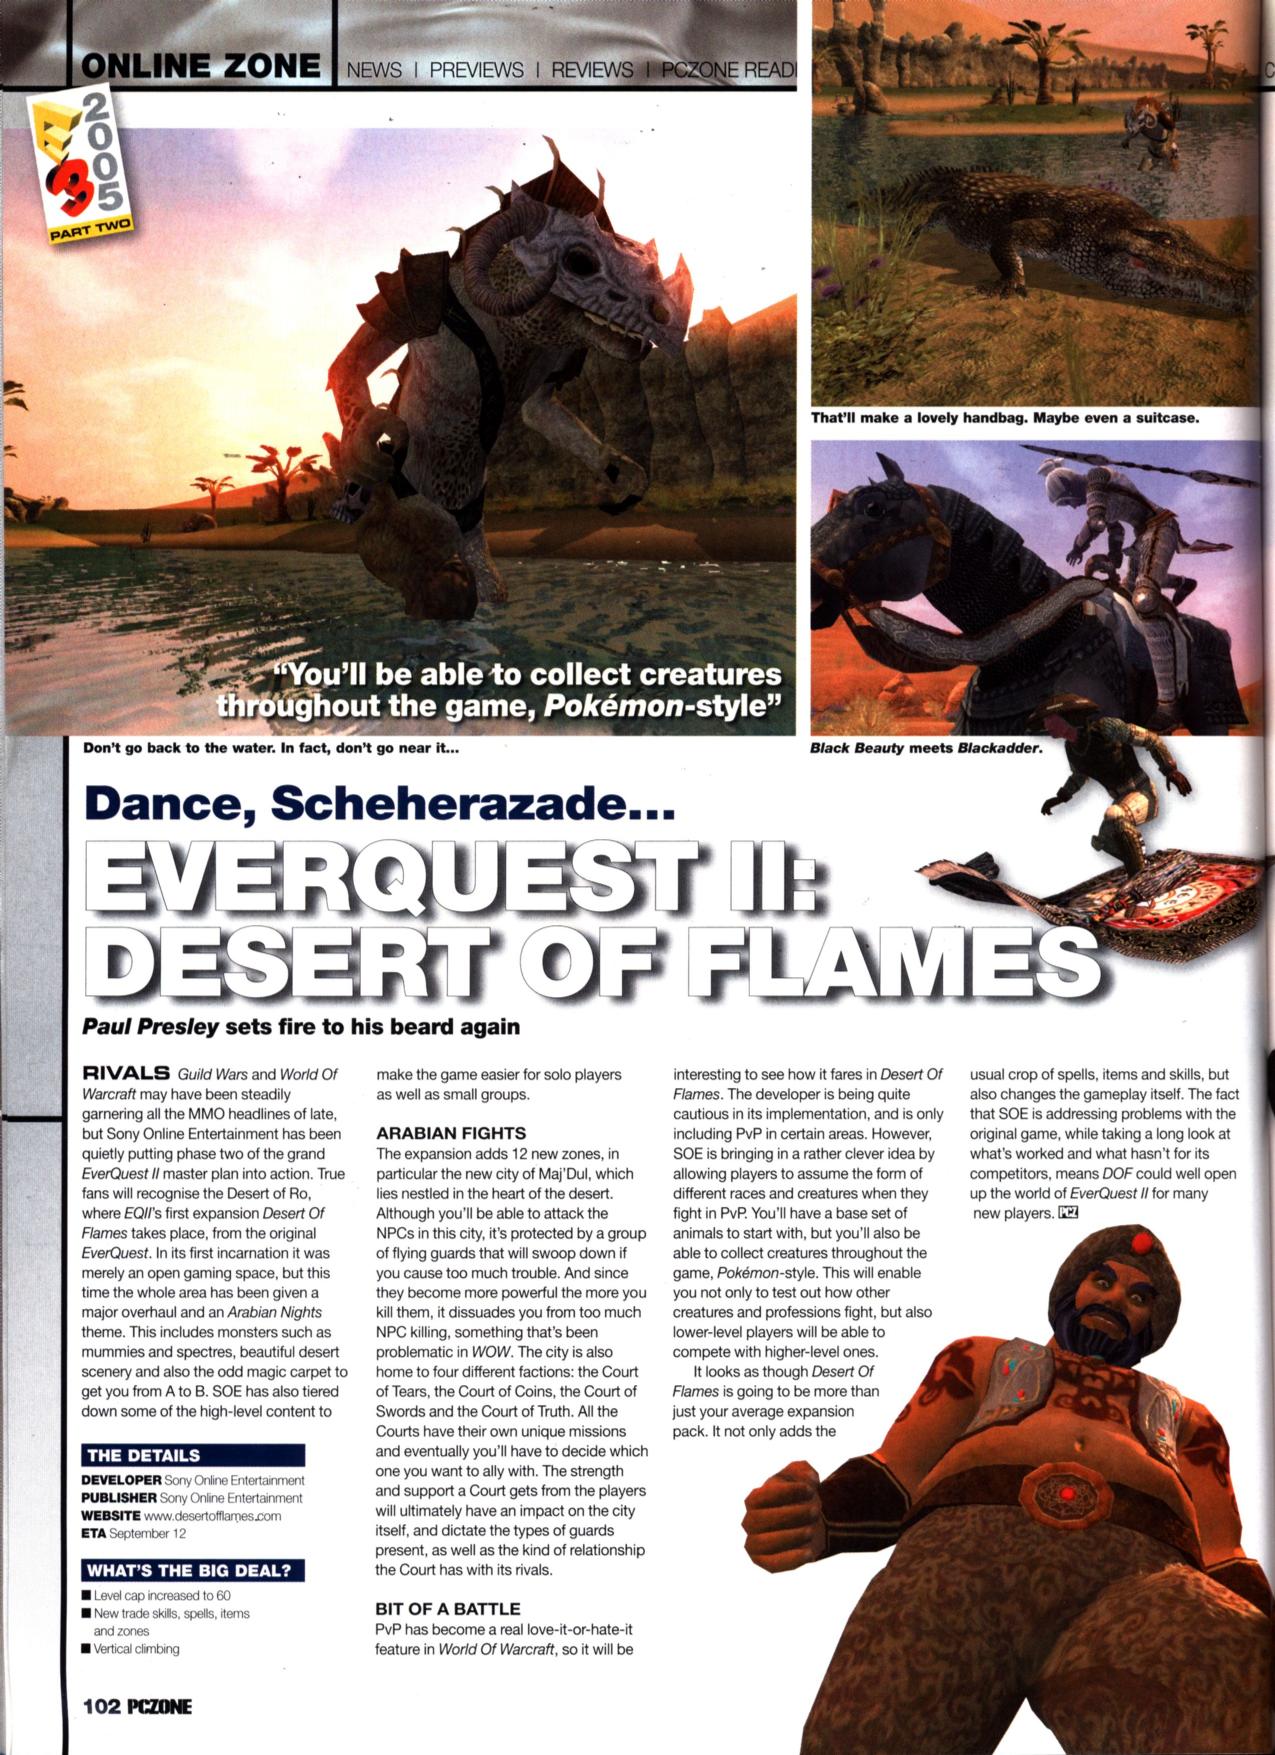 ONLINE ZONE
NEWS | PREVIEWS | REVIEWS | PCZONE READ
E3
2005
PART TWO
"You'll be able to collect creatures
throughout the game, Pokémon-style"
Don't go back to the water. In fact, don't go near it...
That'll make a lovely handbag. Maybe even a suitcase.
Black Beauty meets Blackadder.
Dance, Scheherazade...
EVERQUEST II:
DESERT OF FLAMES
Paul Presley sets fire to his beard again
RIVALS Guild Wars and World Of
Warcraft may have been steadily
garnering all the MMO headlines of late,
but Sony Online Entertainment has been
quietly putting phase two of the grand
EverQuest II master plan into action. True
fans will recognise the Desert of Ro,
where EQII's first expansion Desert Of
Flames takes place, from the original
EverQuest. In its first incarnation it was
merely an open gaming space, but this
time the whole area has been given a
major overhaul and an Arabian Nights
theme. This includes monsters such as
mummies and spectres, beautiful desert
scenery and also the odd magic carpet to
get you from A to B. SOE has also tiered
down some of the high-level content to
make the game easier for solo players
as well as small groups.
ARABIAN FIGHTS
The expansion adds 12 new zones, in
particular the new city of Maj'Dul, which
lies nestled in the heart of the desert.
Although you'll be able to attack the
NPCs in this city, it's protected by a group
of flying guards that will swoop down if
you cause too much trouble. And since
they become more powerful the more you
kill them, it dissuades you from too much
NPC killing, something that's been
problematic in WOW. The city is also
home to four different factions: the Court
of Tears, the Court of Coins, the Court of
Swords and the Court of Truth. All the
Courts have their own unique missions
and eventually you'll have to decide which
one you want to ally with. The strength
and support a Court gets from the players
will ultimately have an impact on the city
itself, and dictate the types of guards
present, as well as the kind of relationship
the Court has with its rivals.
BIT OF A BATTLE
PvP has become a real love-it-or-hate-it
feature in World Of Warcraft, so it will be
interesting to see how it fares in Desert Of
Flames. The developer is being quite
cautious in its implementation, and is only
including PvP in certain areas. However,
SOE is bringing in a rather clever idea by
allowing players to assume the form of
different races and creatures when they
fight in PvP. You'll have a base set of
animals to start with, but you'll also be
able to collect creatures throughout the
game, Pokémon-style. This will enable
you not only to test out how other
creatures and professions fight, but also
lower-level players will be able to
compete with higher-level ones.
It looks as though Desert Of
Flames is going to be more than
just your average expansion
pack. It not only adds the
usual crop of spells, items and skills, but
also changes the gameplay itself. The fact
that SOE is addressing problems with the
original game, while taking a long look at
what's worked and what hasn't for its
competitors, means DOF could well open
up the world of EverQuest II for many
new players. PCZ
THE DETAILS
DEVELOPER Sony Online Entertainment
PUBLISHER Sony Online Entertainment
WEBSITE www.desertofflames.com
ETA September 12
WHAT'S THE BIG DEAL?
■ Level cap increased to 60
■ New trade skills, spells, items
and zones
■ Vertical climbing
102 PCZONE